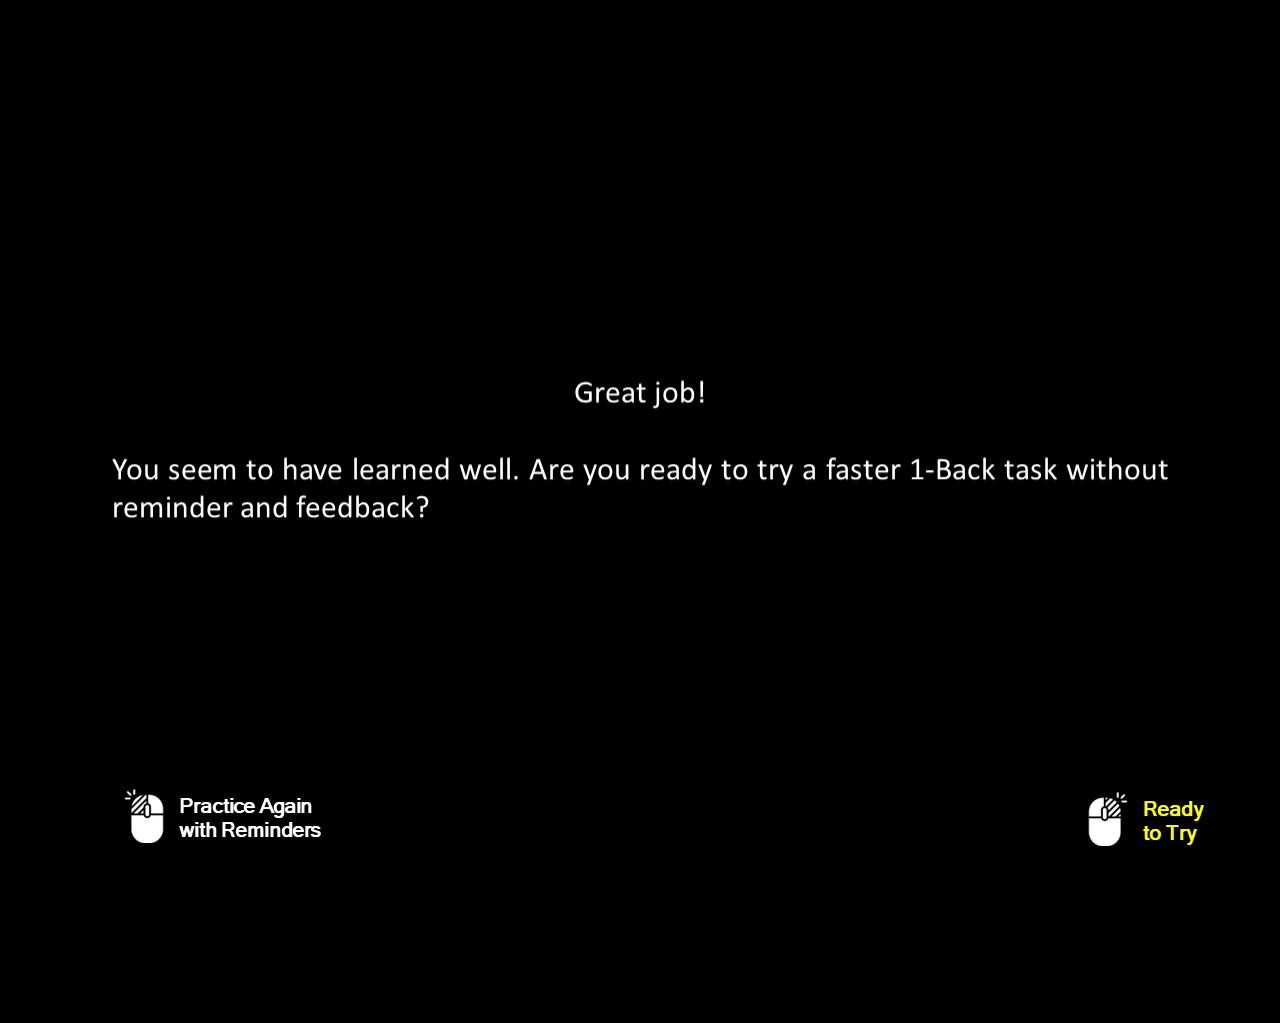 Great job!
You seem to have learned well. Are you ready to try a faster 1-Back task without
reminder and feedback?
Practice Again
with Reminders
Ready
to Try